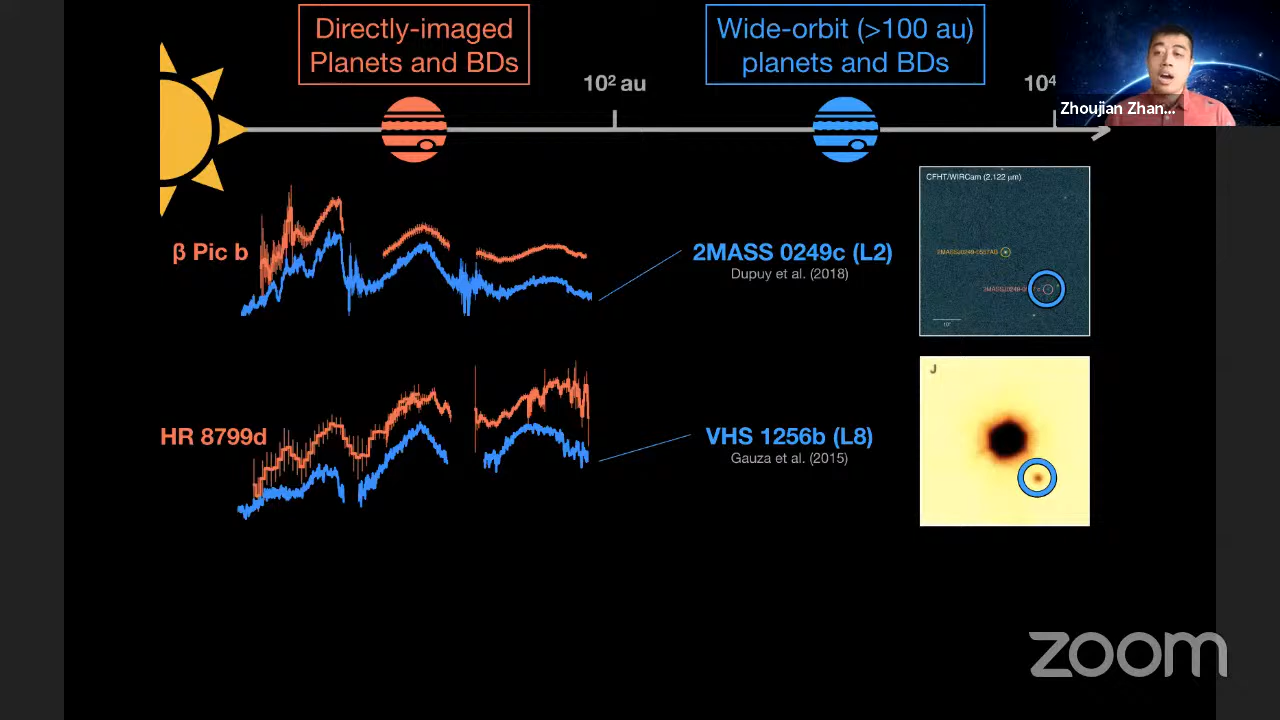 Directly-imaged
Planets and BDs
Wide-orbit (>100 au)
planets and BDs
10² au
10⁴
Zhoujian Zhan...
CFHT/WIRCam (2.122 μm)
β Pic b
2MASS 0249c (L2)
Dupuy et al. (2018)
10"
J
HR 8799d
VHS 1256b (L8)
Gauza et al. (2015)
zoom